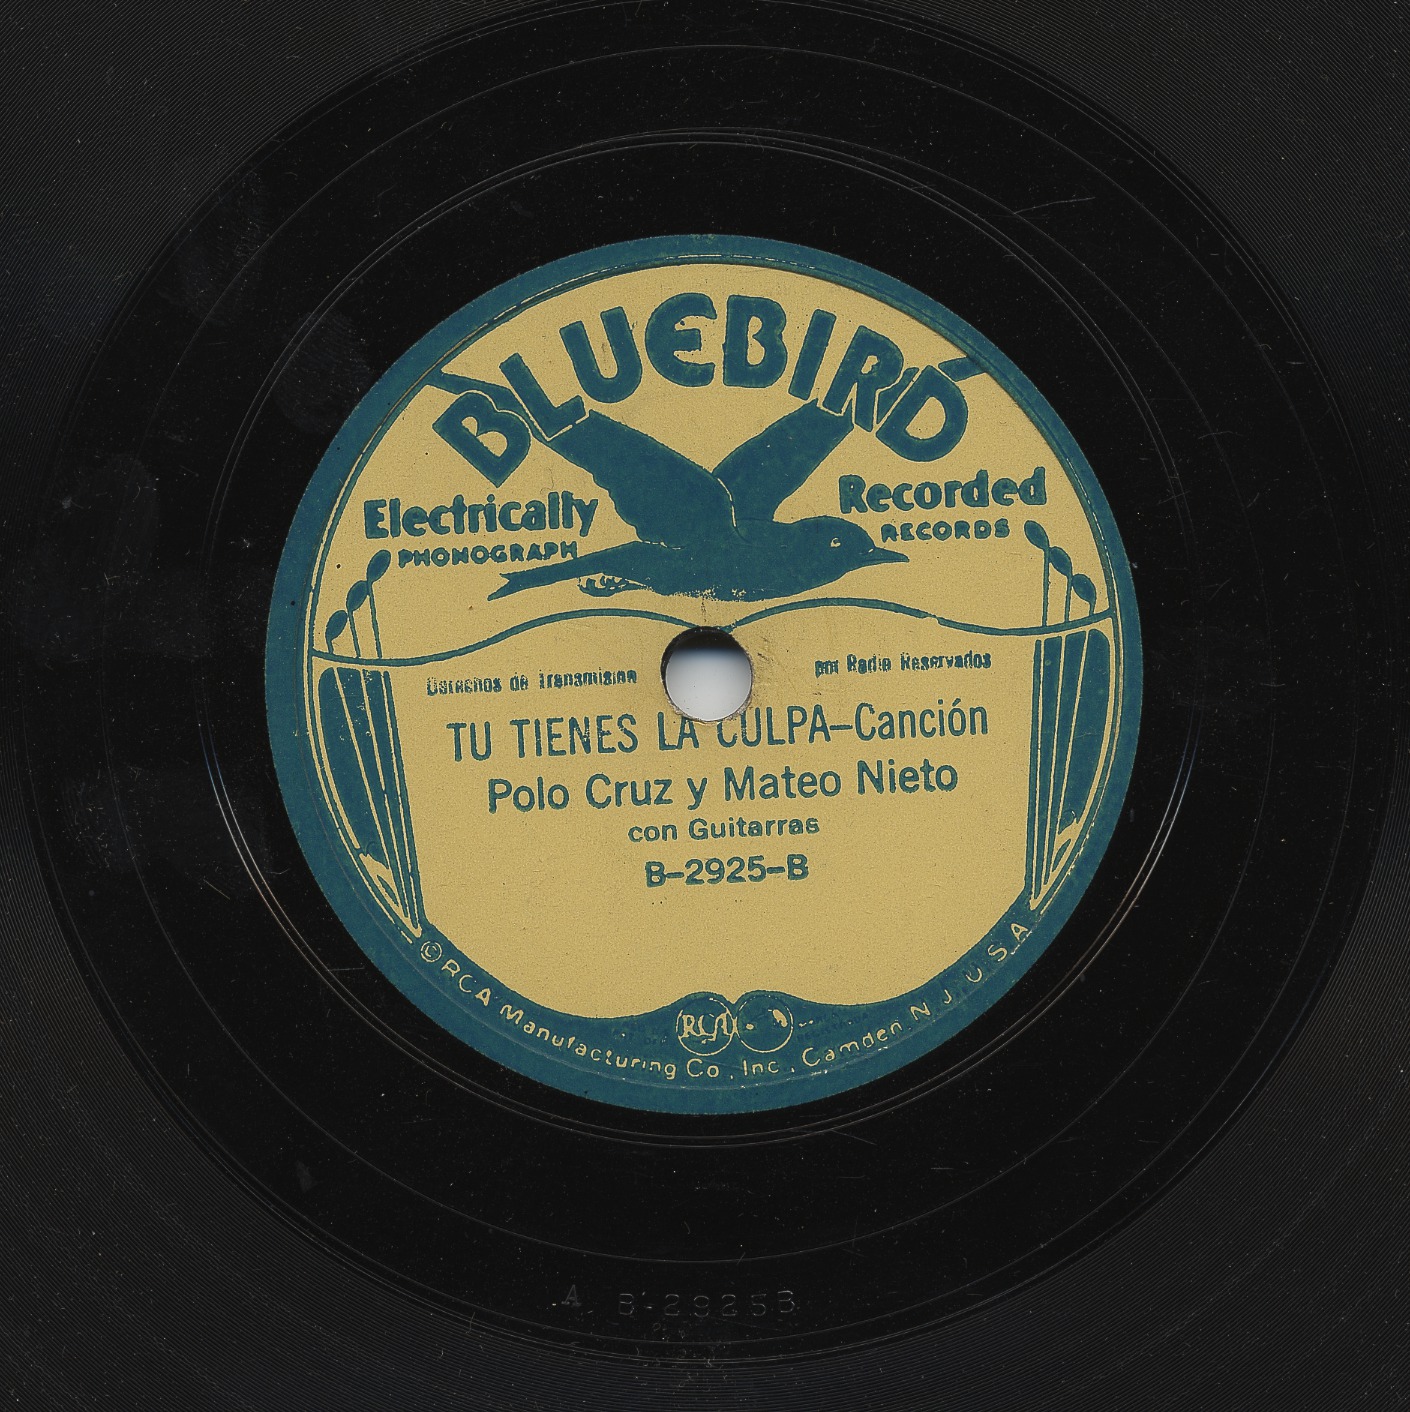 BLUEBIRD
Electrically Recorded
PHONOGRAPH RECORDS
Derechos de Transmision por Radio Reservados
TU TIENES LA CULPA–Canción
Polo Cruz y Mateo Nieto
con Guitarras
B–2925–B
RCA
© RCA Manufacturing Co., Inc., Camden, N. J. U. S. A.
A B-2925B